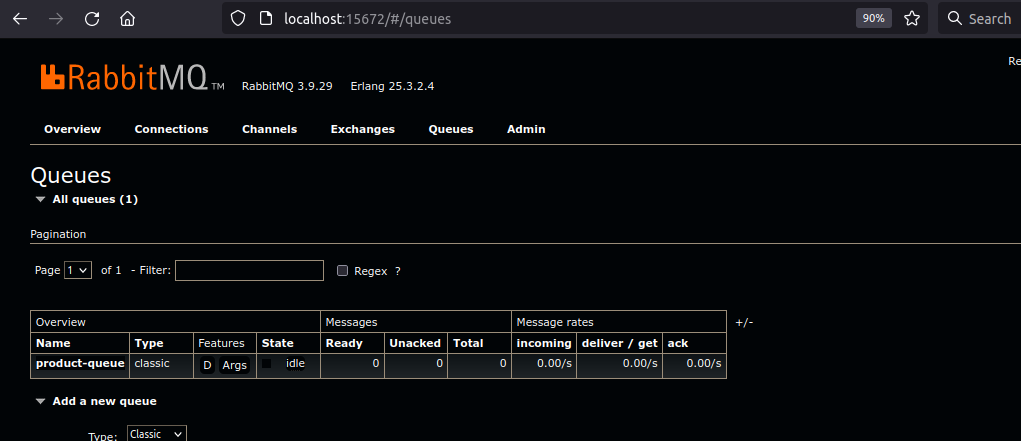 localhost:15672/#/queues 90% Search
Re
RabbitMQ TM RabbitMQ 3.9.29 Erlang 25.3.2.4
Overview Connections Channels Exchanges Queues Admin
Queues
All queues (1)
Pagination
Page 1 of 1 - Filter: Regex ?
Overview Messages Message rates +/-
Name Type Features State Ready Unacked Total incoming deliver / get ack
product-queue classic D Args idle 0 0 0 0.00/s 0.00/s 0.00/s
Add a new queue
Type: Classic